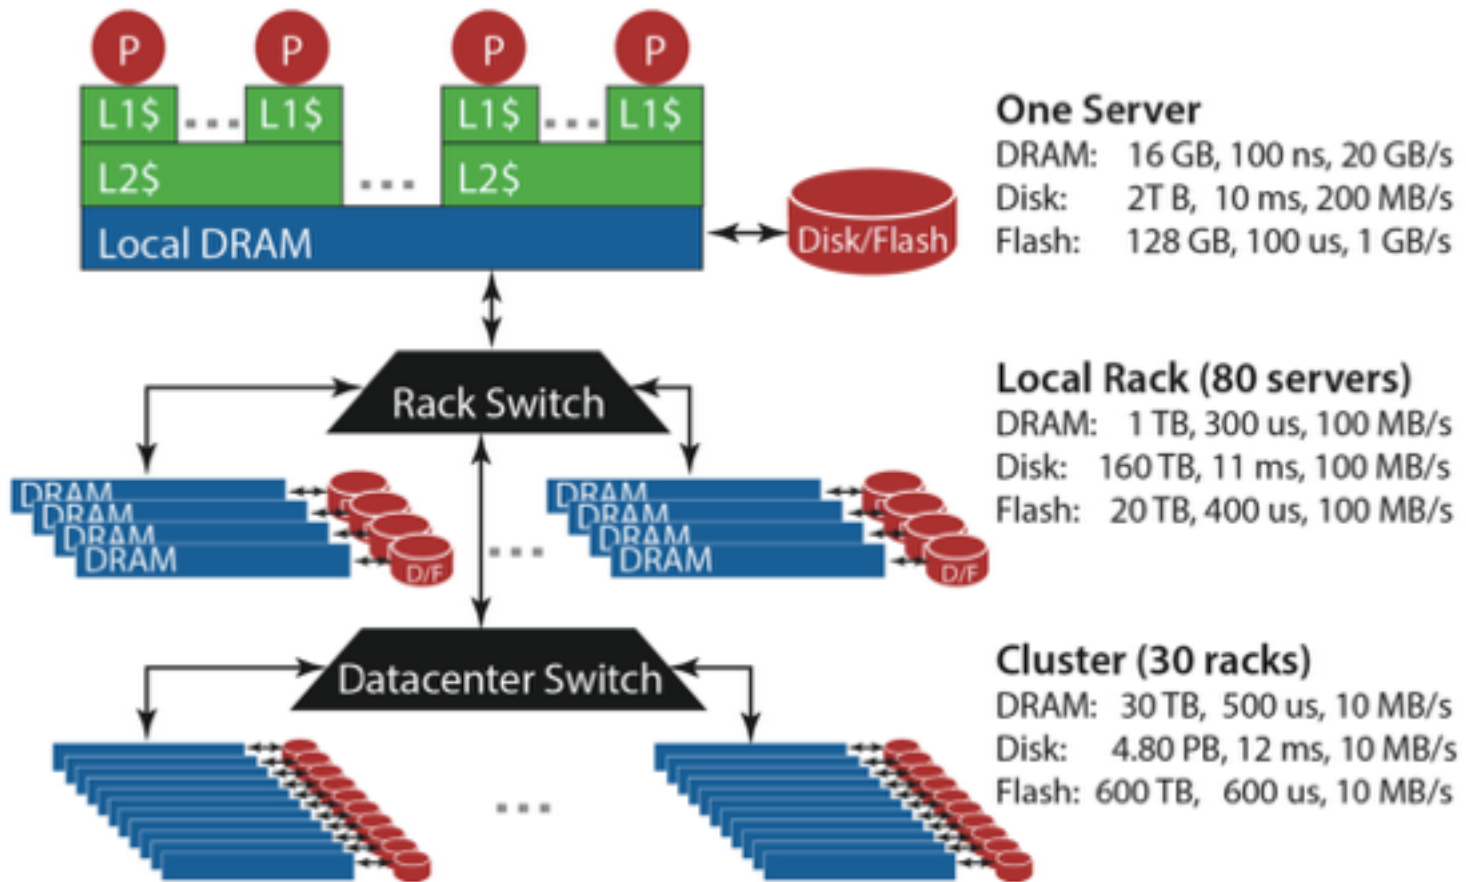 P P P P
L1$ L1$ L1$ L1$
L2$ L2$
Local DRAM
Disk/Flash
One Server
DRAM: 16 GB, 100 ns, 20 GB/s
Disk: 2T B, 10 ms, 200 MB/s
Flash: 128 GB, 100 us, 1 GB/s
Rack Switch
Local Rack (80 servers)
DRAM: 1 TB, 300 us, 100 MB/s
Disk: 160 TB, 11 ms, 100 MB/s
Flash: 20 TB, 400 us, 100 MB/s
DRAM DRAM
DRAM DRAM
DRAM DRAM
DRAM DRAM
D/F D/F
Datacenter Switch
Cluster (30 racks)
DRAM: 30 TB, 500 us, 10 MB/s
Disk: 4.80 PB, 12 ms, 10 MB/s
Flash: 600 TB, 600 us, 10 MB/s